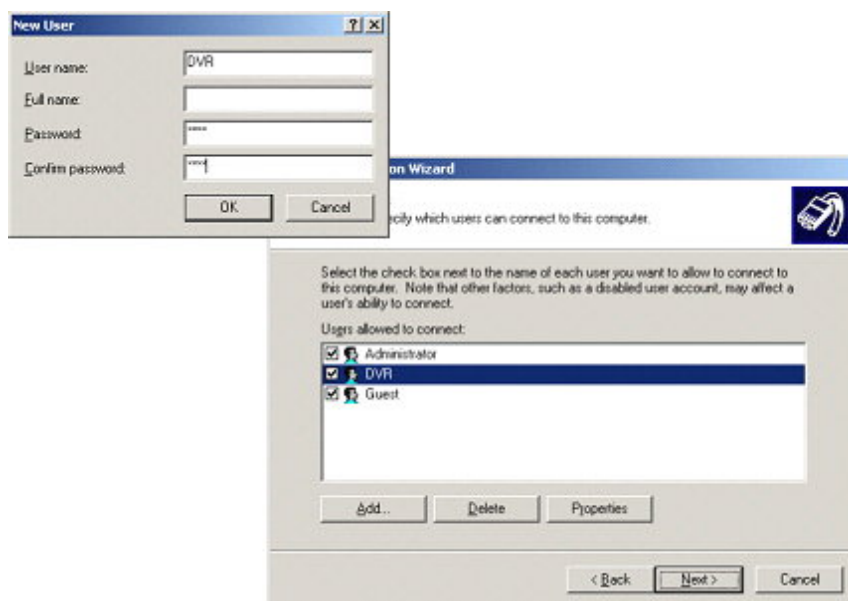 New User
User name:
DVR
Full name:
Password:
****
Confirm password:
****
OK
Cancel
on Wizard
ecify which users can connect to this computer.
Select the check box next to the name of each user you want to allow to connect to
this computer. Note that other factors, such as a disabled user account, may affect a
user's ability to connect.
Users allowed to connect:
Administrator
DVR
Guest
Add...
Delete
Properties
< Back
Next >
Cancel